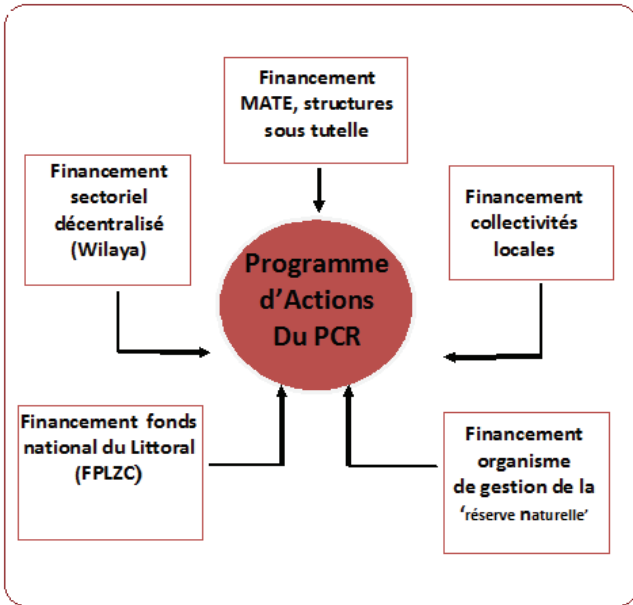 Financement
MATE, structures
sous tutelle
Financement
sectoriel
décentralisé
(Wilaya)
Financement
collectivités
locales
Programme
d’Actions
Du PCR
Financement fonds
national du Littoral
(FPLZC)
Financement
organisme
de gestion de la
‘réserve naturelle’